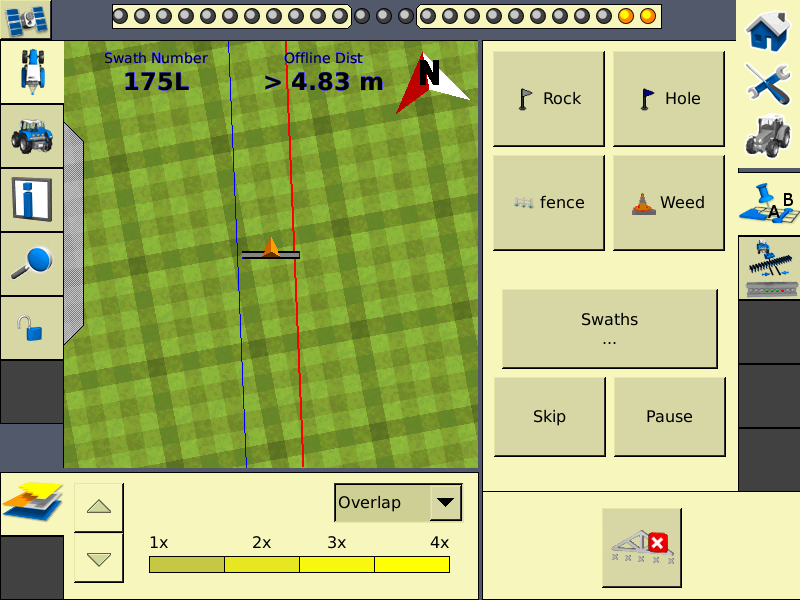 Swath Number
175L
Offline Dist
> 4.83 m
N
Rock
Hole
fence
Weed
A B
Swaths
...
Skip
Pause
Overlap
1x 2x 3x 4x